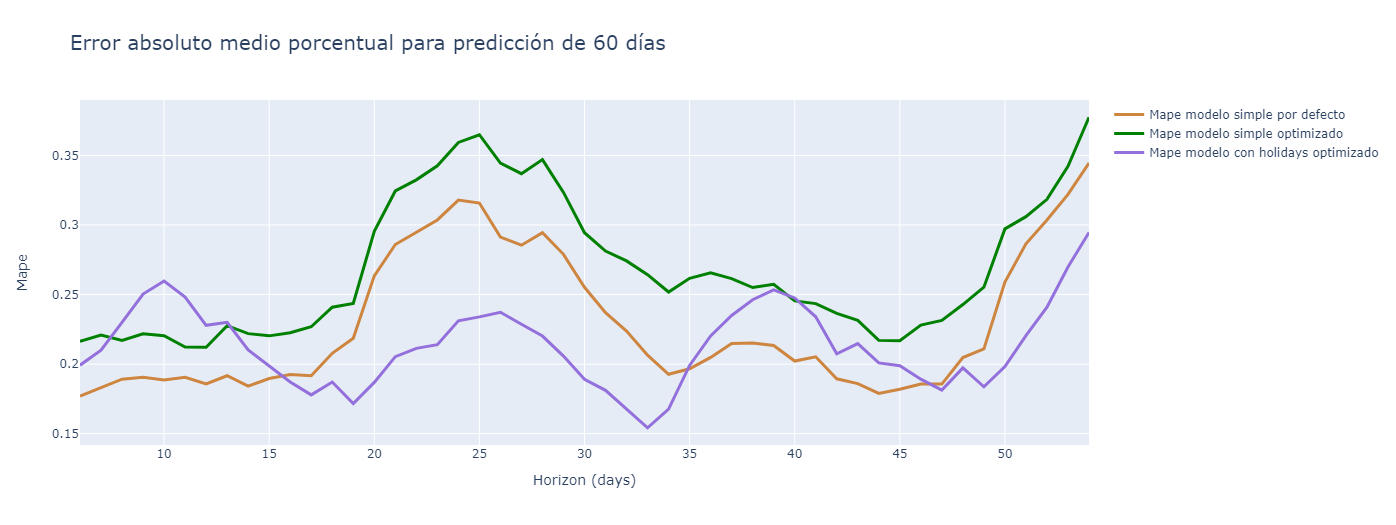 Error absoluto medio porcentual para predicción de 60 días
Mape modelo simple por defecto
Mape modelo simple optimizado
Mape modelo con holidays optimizado
0.35
0.3
0.25
0.2
0.15
Mape
10 15 20 25 30 35 40 45 50
Horizon (days)